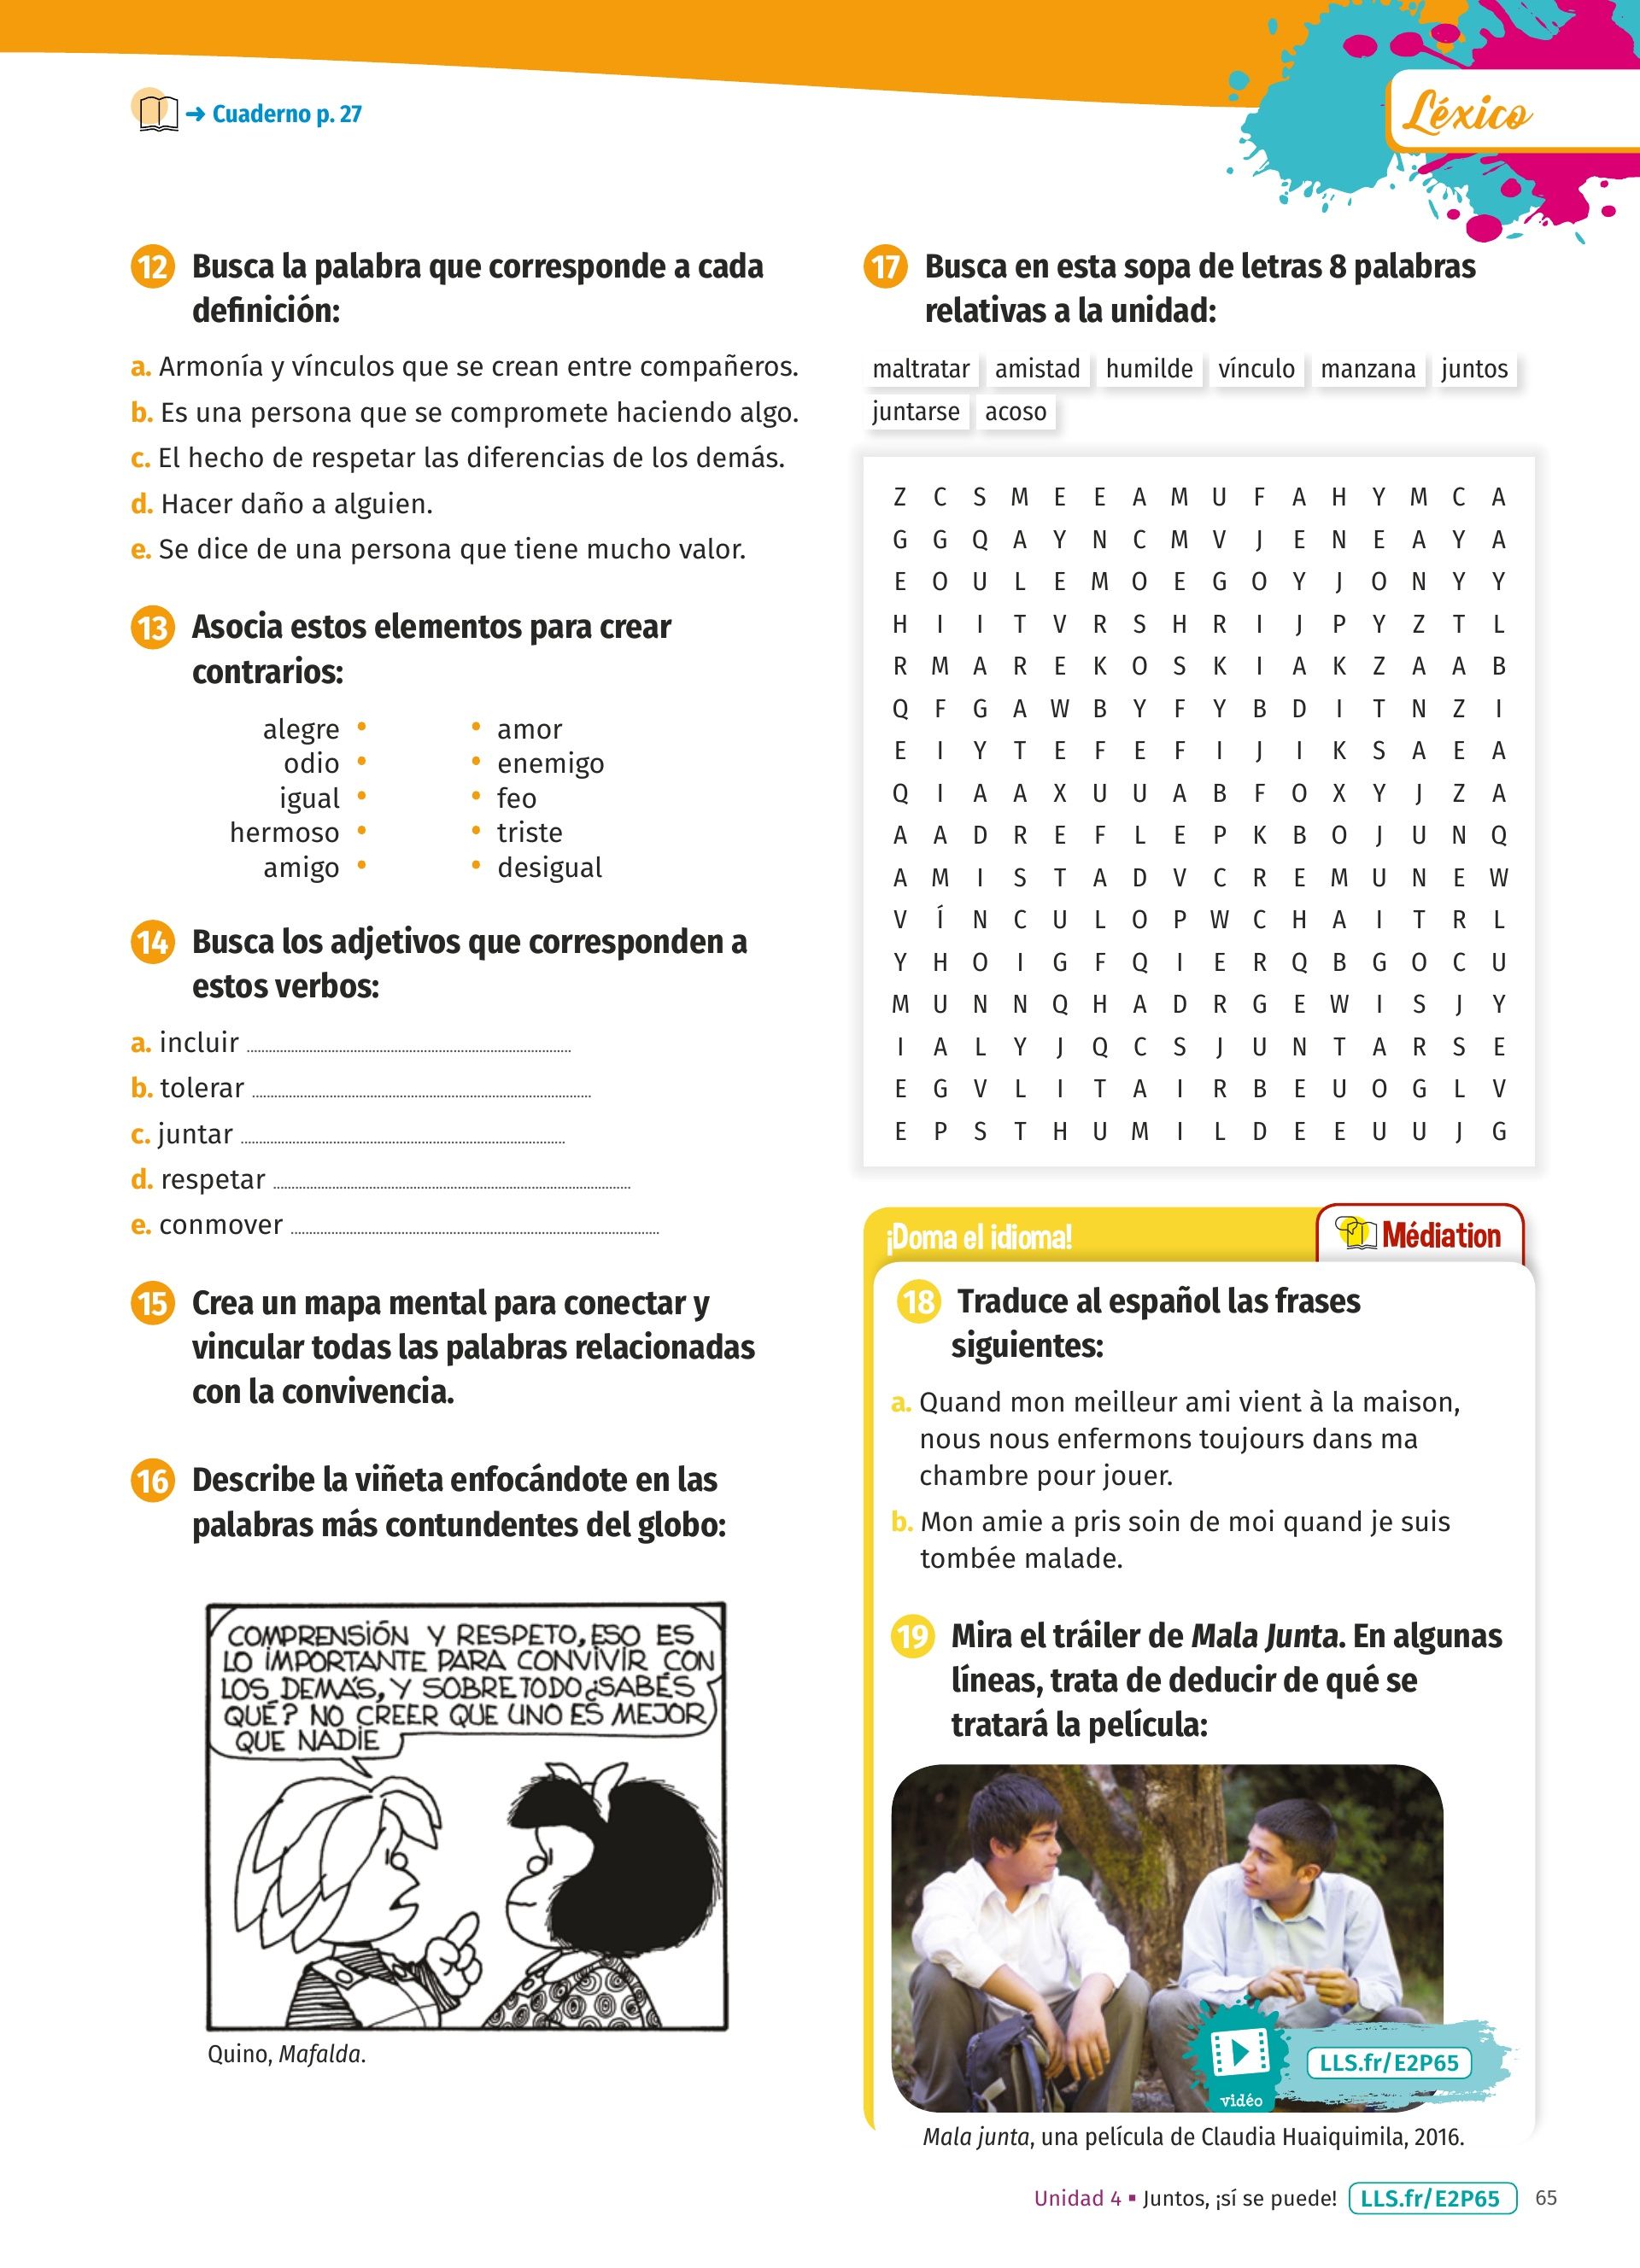 → Cuaderno p. 27
Léxico
12 Busca la palabra que corresponde a cada
definición:
a. Armonía y vínculos que se crean entre compañeros.
b. Es una persona que se compromete haciendo algo.
c. El hecho de respetar las diferencias de los demás.
d. Hacer daño a alguien.
e. Se dice de una persona que tiene mucho valor.
13 Asocia estos elementos para crear
contrarios:
alegre • • amor
odio • • enemigo
igual • • feo
hermoso • • triste
amigo • • desigual
14 Busca los adjetivos que corresponden a
estos verbos:
a. incluir
b. tolerar
c. juntar
d. respetar
e. conmover
15 Crea un mapa mental para conectar y
vincular todas las palabras relacionadas
con la convivencia.
16 Describe la viñeta enfocándote en las
palabras más contundentes del globo:
COMPRENSIÓN Y RESPETO, ESO ES
LO IMPORTANTE PARA CONVIVIR CON
LOS DEMÁS, Y SOBRE TODO ¿SABÉS
QUÉ? NO CREER QUE UNO ES MEJOR
QUE NADIE
Quino, Mafalda.
17 Busca en esta sopa de letras 8 palabras
relativas a la unidad:
maltratar amistad humilde vínculo manzana juntos
juntarse acoso
Z C S M E E A M U F A H Y M C A
G G Q A Y N C M V J E N E A Y A
E O U L E M O E G O Y J O N Y Y
H I I T V R S H R I J P Y Z T L
R M A R E K O S K I A K Z A A B
Q F G A W B Y F Y B D I T N Z I
E I Y T E F E F I J I K S A E A
Q I A A X U U A B F O X Y J Z A
A A D R E F L E P K B O J U N Q
A M I S T A D V C R E M U N E W
V Í N C U L O P W C H A I T R L
Y H O I G F Q I E R Q B G O C U
M U N N Q H A D R G E W I S J Y
I A L Y J Q C S J U N T A R S E
E G V L I T A I R B E U O G L V
E P S T H U M I L D E E U U J G
¡Doma el idioma!
Médiation
18 Traduce al español las frases
siguientes:
a. Quand mon meilleur ami vient à la maison,
nous nous enfermons toujours dans ma
chambre pour jouer.
b. Mon amie a pris soin de moi quand je suis
tombée malade.
19 Mira el tráiler de Mala Junta. En algunas
líneas, trata de deducir de qué se
tratará la película:
vidéo
LLS.fr/E2P65
Mala junta, una película de Claudia Huaiquimila, 2016.
Unidad 4 ▪ Juntos, ¡sí se puede! LLS.fr/E2P65 65